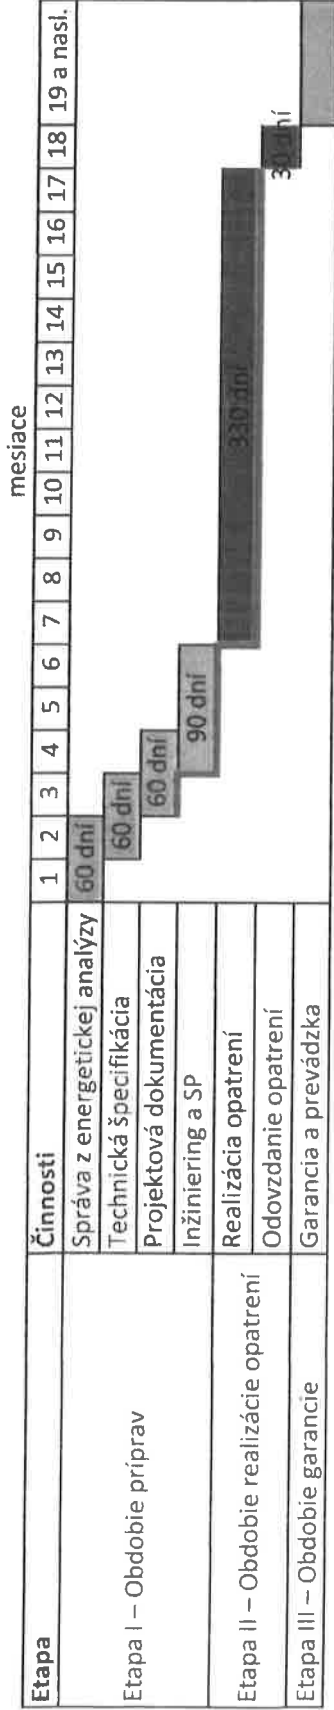 mesiace
Etapa Činnosti 1 2 3 4 5 6 7 8 9 10 11 12 13 14 15 16 17 18 19 a nasl.
Etapa I – Obdobie príprav
Správa z energetickej analýzy 60 dní
Technická špecifikácia 60 dní
Projektová dokumentácia 60 dní
Inžiniering a SP 90 dní
Etapa II – Obdobie realizácie opatrení
Realizácia opatrení 330 dní
Odovzdanie opatrení 30 dní
Etapa III – Obdobie garancie Garancia a prevádzka